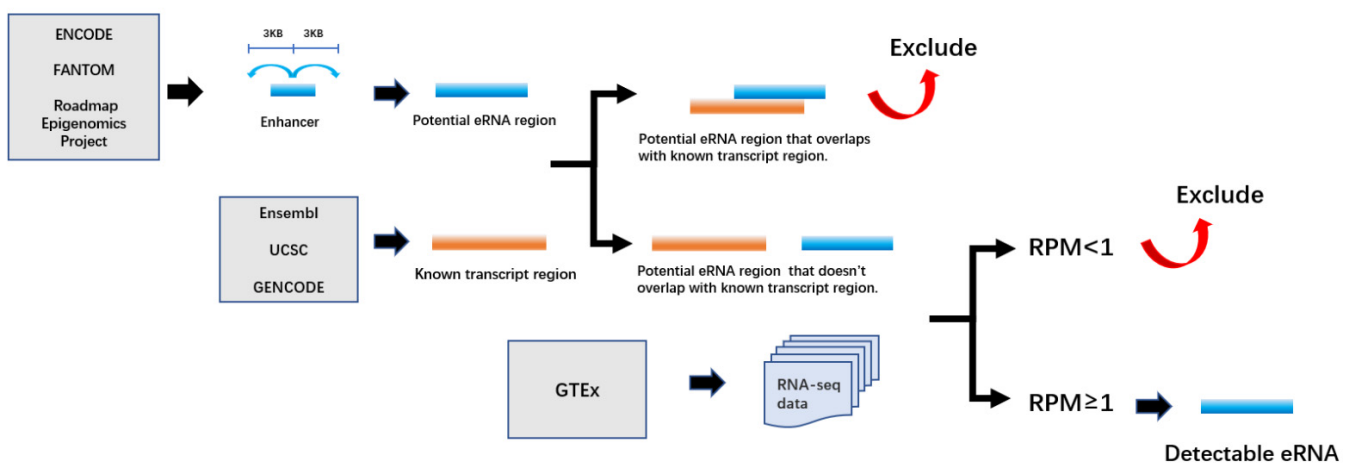 ENCODE
FANTOM
Roadmap
Epigenomics
Project
3KB 3KB
Enhancer
Potential eRNA region
Exclude
Potential eRNA region that overlaps
with known transcript region.
Ensembl
UCSC
GENCODE
Known transcript region
Potential eRNA region that doesn't
overlap with known transcript region.
RPM<1
Exclude
GTEx
RNA-seq
data
RPM≥1
Detectable eRNA